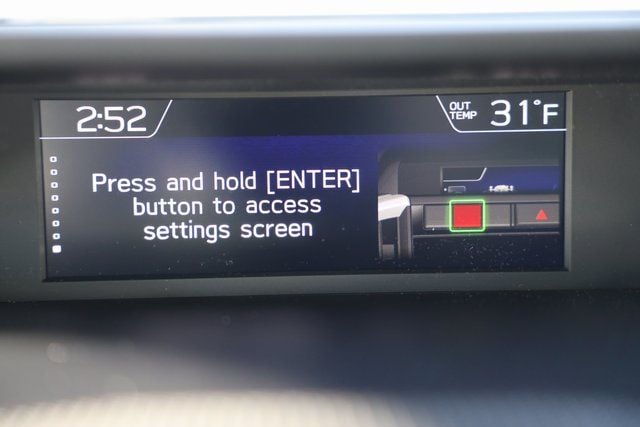 2:52
OUT
TEMP 31°F
Press and hold [ENTER]
button to access
settings screen